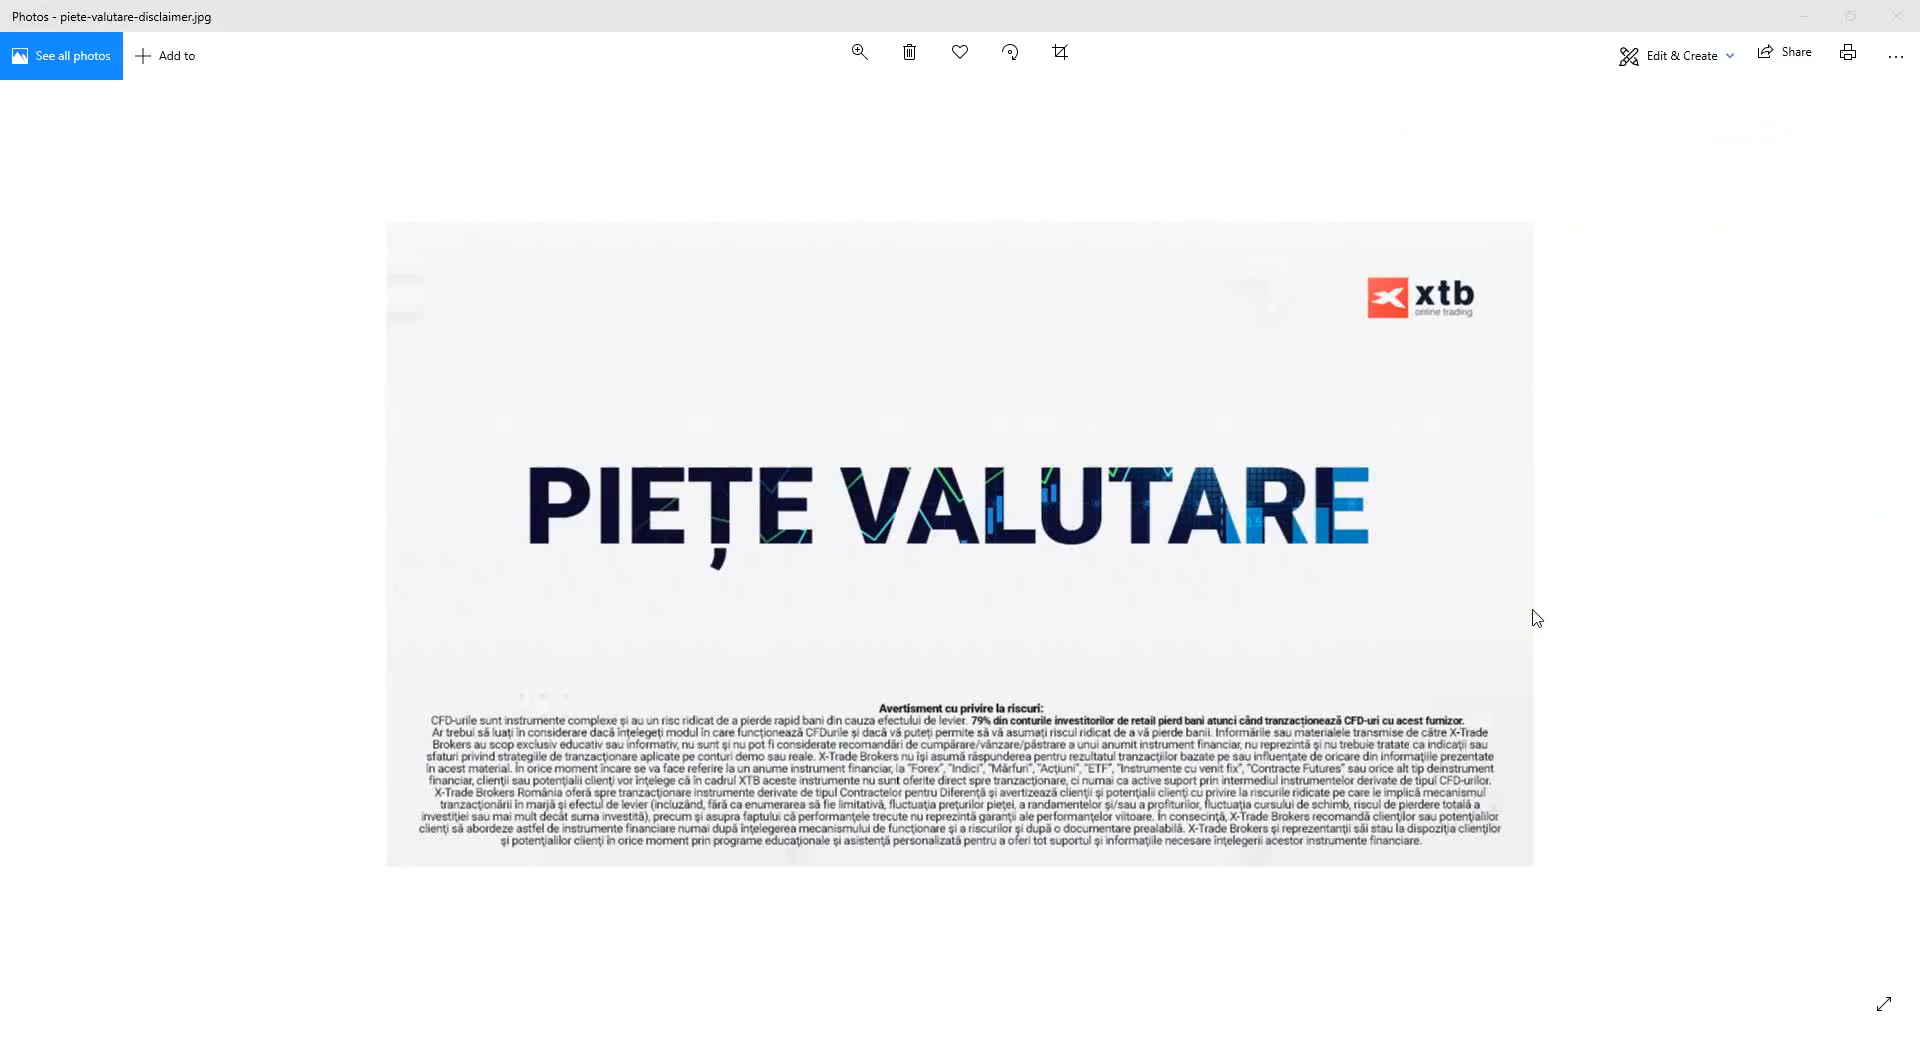 Photos - piete-valutare-disclaimer.jpg
See all photos
Add to
Edit & Create
Share
xtb
online trading
PIEȚE VALUTARE
Avertisment cu privire la riscuri:
CFD-urile sunt instrumente complexe și au un risc ridicat de a pierde rapid bani din cauza efectului de levier. 79% din conturile investitorilor de retail pierd bani atunci când tranzacționează CFD-uri cu acest furnizor.
Ar trebui să luați în considerare dacă înțelegeți modul în care funcționează CFDurile și dacă vă puteți permite să vă asumați riscul ridicat de a vă pierde banii. Informările sau materialele transmise de către X-Trade
Brokers au scop exclusiv educativ sau informativ, nu sunt și nu pot fi considerate recomandări de cumpărare/vânzare/păstrare a unui anumit instrument financiar, nu reprezintă și nu trebuie tratate ca indicații sau
sfaturi privind strategiile de tranzacționare aplicate pe conturi demo sau reale. X-Trade Brokers nu își asumă răspunderea pentru rezultatul tranzacțiilor bazate pe sau influențate de oricare din informațiile prezentate
în acest material. În orice moment încare se va face referire la un anume instrument financiar, la "Forex", "Indici", "Mărfuri", "Acțiuni", "ETF", "Instrumente cu venit fix", "Contracte Futures" sau orice alt tip deinstrument
financiar, clienții sau potențialii clienți vor înțelege că în cadrul XTB aceste instrumente nu sunt oferite direct spre tranzacționare, ci numai ca active suport prin intermediul instrumentelor derivate de tipul CFD-urilor.
X-Trade Brokers România oferă spre tranzacționare instrumente derivate de tipul Contractelor pentru Diferență și avertizează clienții și potențialii clienți cu privire la riscurile ridicate pe care le implică mecanismul
tranzacționării în marjă și efectul de levier (incluzând, fără ca enumerarea să fie limitativă, fluctuația prețurilor pieței, a randamentelor și/sau a profiturilor, fluctuația cursului de schimb, riscul de pierdere totală a
investiției sau mai mult decât suma investită), precum și asupra faptului că performanțele trecute nu reprezintă garanții ale performanțelor viitoare. În consecință, X-Trade Brokers recomandă clienților sau potențialilor
clienți să abordeze astfel de instrumente financiare numai după înțelegerea mecanismului de funcționare și a riscurilor și după o documentare prealabilă. X-Trade Brokers și reprezentanții săi stau la dispoziția clienților
și potențialilor clienți în orice moment prin programe educaționale și asistență personalizată pentru a oferi tot suportul și informațiile necesare înțelegerii acestor instrumente financiare.